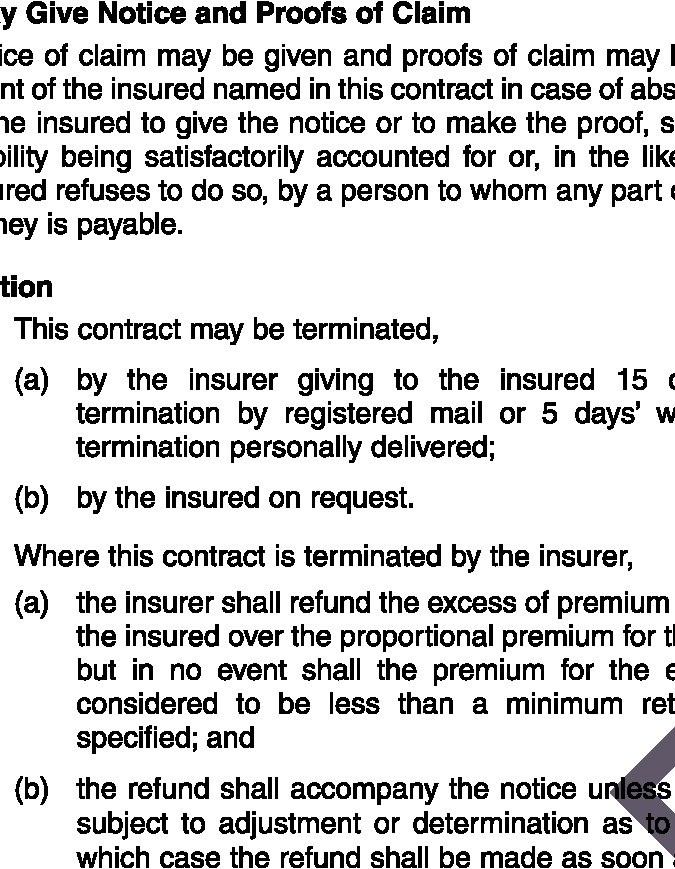 y Give Notice and Proofs of Claim
ice of claim may be given and proofs of claim may
nt of the insured named in this contract in case of abs
he insured to give the notice or to make the proof, s
bility being satisfactorily accounted for or, in the like
ured refuses to do so, by a person to whom any part
ney is payable.
tion
This contract may be terminated,
(a) by the insurer giving to the insured 15
termination by registered mail or 5 days' w
termination personally delivered;
(b) by the insured on request.
Where this contract is terminated by the insurer,
(a) the insurer shall refund the excess of premium
the insured over the proportional premium for th
but in no event shall the premium for the e
considered to be less than a minimum ret
specified; and
(b) the refund shall accompany the notice unless
subject to adjustment or determination as to
which case the refund shall be made as soon